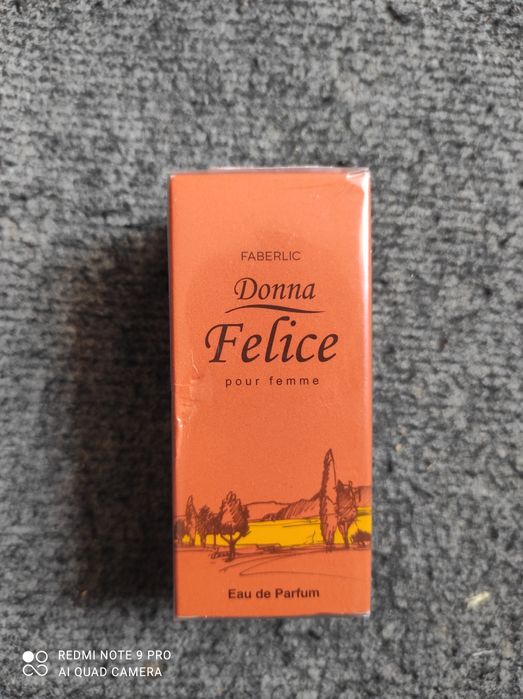 FABERLIC
Donna
Felice
pour femme
Eau de Parfum
REDMI NOTE 9 PRO
AI QUAD CAMERA